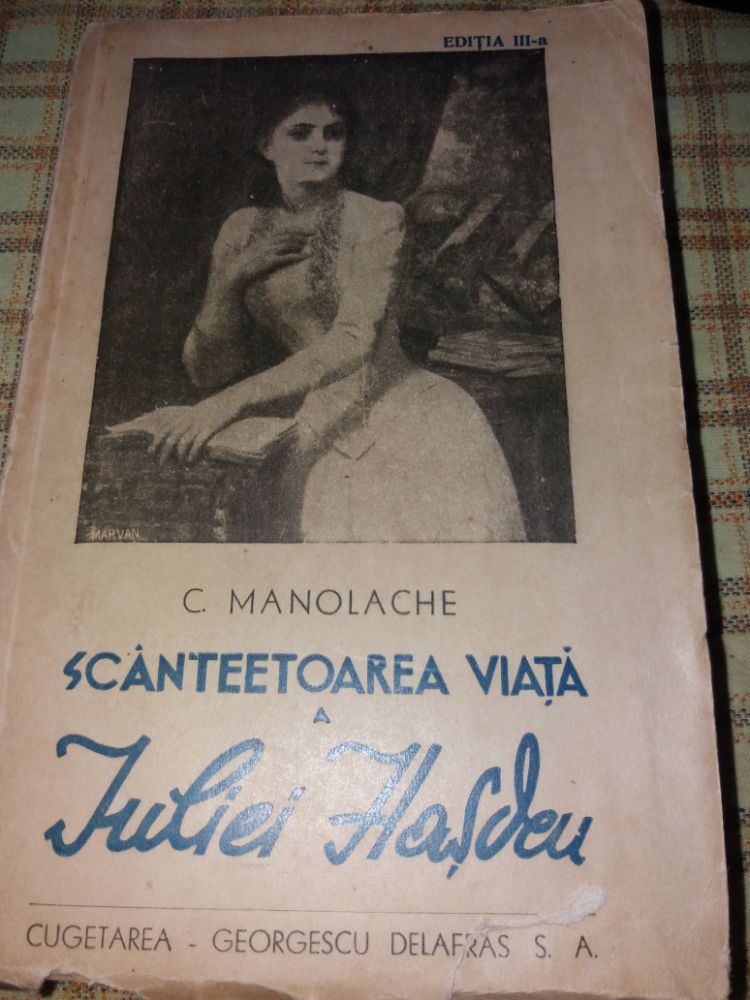 EDIȚIA III-a
MARVAN
C. MANOLACHE
SCÂNTEETOAREA VIAȚĂ
A
Iuliei Hașdeu
CUGETAREA - GEORGESCU DELAFRAS S. A.